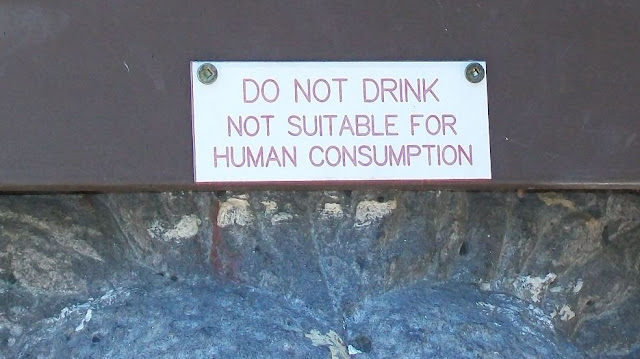 DO NOT DRINK
NOT SUITABLE FOR
HUMAN CONSUMPTION